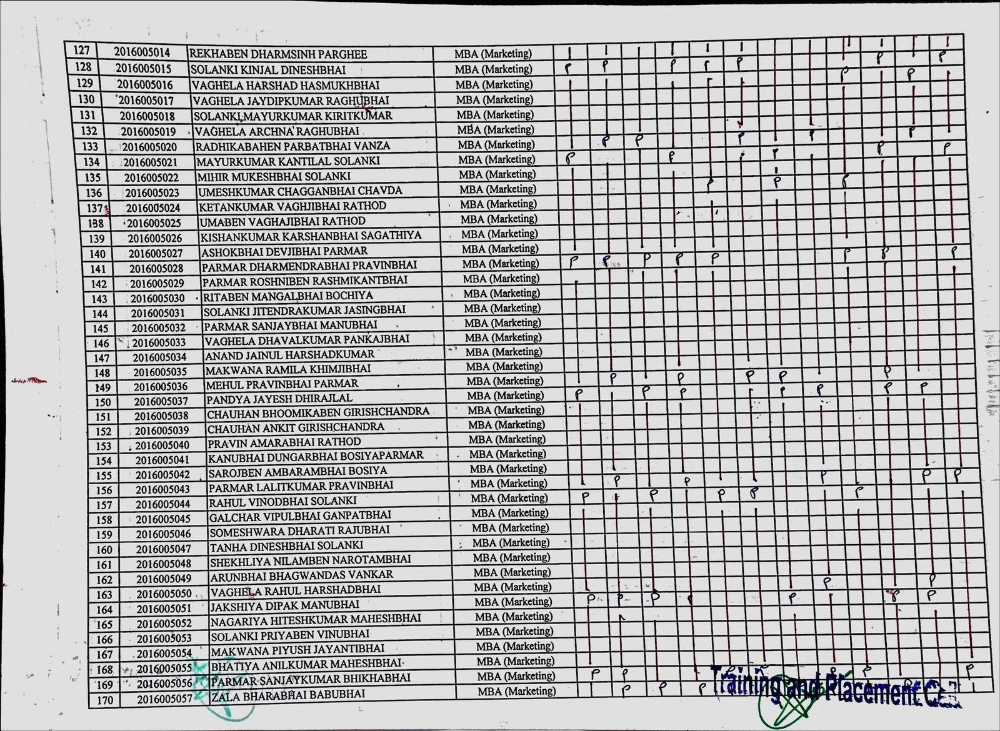 127 2016005014 REKHABEN DHARMSINH PARGHEE MBA (Marketing)
128 2016005015 SOLANKI KINJAL DINESHBHAI MBA (Marketing) P P P P P P P
129 2016005016 VAGHELA HARSHAD HASMUKHBHAI MBA (Marketing) P P
130 2016005017 VAGHELA JAYDIPKUMAR RAGHUBHAI MBA (Marketing)
131 2016005018 SOLANKI MAYURKUMAR KIRITKUMAR MBA (Marketing)
132 2016005019 VAGHELA ARCHNA RAGHUBHAI MBA (Marketing)
133 2016005020 RADHIKABAHEN PARBATBHAI VANZA MBA (Marketing) P P P P P
134 2016005021 MAYURKUMAR KANTILAL SOLANKI MBA (Marketing) P P P P P
135 2016005022 MIHIR MUKESHBHAI SOLANKI MBA (Marketing)
136 2016005023 UMESHKUMAR CHAGGANBHAI CHAVDA MBA (Marketing) P P P
137 2016005024 KETANKUMAR VAGHJIBHAI RATHOD MBA (Marketing)
138 2016005025 UMABEN VAGHAJIBHAI RATHOD MBA (Marketing)
139 2016005026 KISHANKUMAR KARSHANBHAI SAGATHIYA MBA (Marketing)
140 2016005027 ASHOKBHAI DEVJIBHAI PARMAR MBA (Marketing)
141 2016005028 PARMAR DHARMENDRABHAI PRAVINBHAI MBA (Marketing) P P P P P P P P
142 2016005029 PARMAR ROSHNIBEN RASHMIKANTBHAI MBA (Marketing)
143 2016005030 RITABEN MANGALBHAI BOCHIYA MBA (Marketing)
144 2016005031 SOLANKI JITENDRAKUMAR JASINGBHAI MBA (Marketing)
145 2016005032 PARMAR SANJAYBHAI MANUBHAI MBA (Marketing)
146 2016005033 VAGHELA DHAVALKUMAR PANKAJBHAI MBA (Marketing)
147 2016005034 ANAND JAINUL HARSHADKUMAR MBA (Marketing)
148 2016005035 MAKWANA RAMILA KHIMJIBHAI MBA (Marketing)
149 2016005036 MEHUL PRAVINBHAI PARMAR MBA (Marketing) P P P P P
150 2016005037 PANDYA JAYESH DHIRAJLAL MBA (Marketing) P P P P P P P
151 2016005038 CHAUHAN BHOOMIKABEN GIRISHCHANDRA MBA (Marketing)
152 2016005039 CHAUHAN ANKIT GIRISHCHANDRA MBA (Marketing)
153 2016005040 PRAVIN AMARABHAI RATHOD MBA (Marketing)
154 2016005041 KANUBHAI DUNGARBHAI BOSIYAPARMAR MBA (Marketing)
155 2016005042 SAROJBEN AMBARAMBHAI BOSIYA MBA (Marketing)
156 2016005043 PARMAR LALITKUMAR PRAVINBHAI MBA (Marketing) P P P P P
157 2016005044 RAHUL VINODBHAI SOLANKI MBA (Marketing) P P P P P
158 2016005045 GALCHAR VIPULBHAI GANPATBHAI MBA (Marketing)
159 2016005046 SOMESHWARA DHARATI RAJUBHAI MBA (Marketing)
160 2016005047 TANHA DINESHBHAI SOLANKI MBA (Marketing)
161 2016005048 SHEKHLIYA NILAMBEN NAROTAMBHAI MBA (Marketing)
162 2016005049 ARUNBHAI BHAGWANDAS VANKAR MBA (Marketing)
163 2016005050 VAGHELA RAHUL HARSHADBHAI MBA (Marketing) P P
164 2016005051 JAKSHIYA DIPAK MANUBHAI MBA (Marketing) P P P P P P
165 2016005052 NAGARIYA HITESHKUMAR MAHESHBHAI MBA (Marketing)
166 2016005053 SOLANKI PRIYABEN VINUBHAI MBA (Marketing)
167 2016005054 MAKWANA PIYUSH JAYANTIBHAI MBA (Marketing)
168 2016005055 BHATIYA ANILKUMAR MAHESHBHAI MBA (Marketing)
169 2016005056 PARMAR SANJAYKUMAR BHIKHABHAI MBA (Marketing) P P P P P
170 2016005057 ZALA BHARABHAI BABUBHAI MBA (Marketing) P P P
Training and Placement Cell